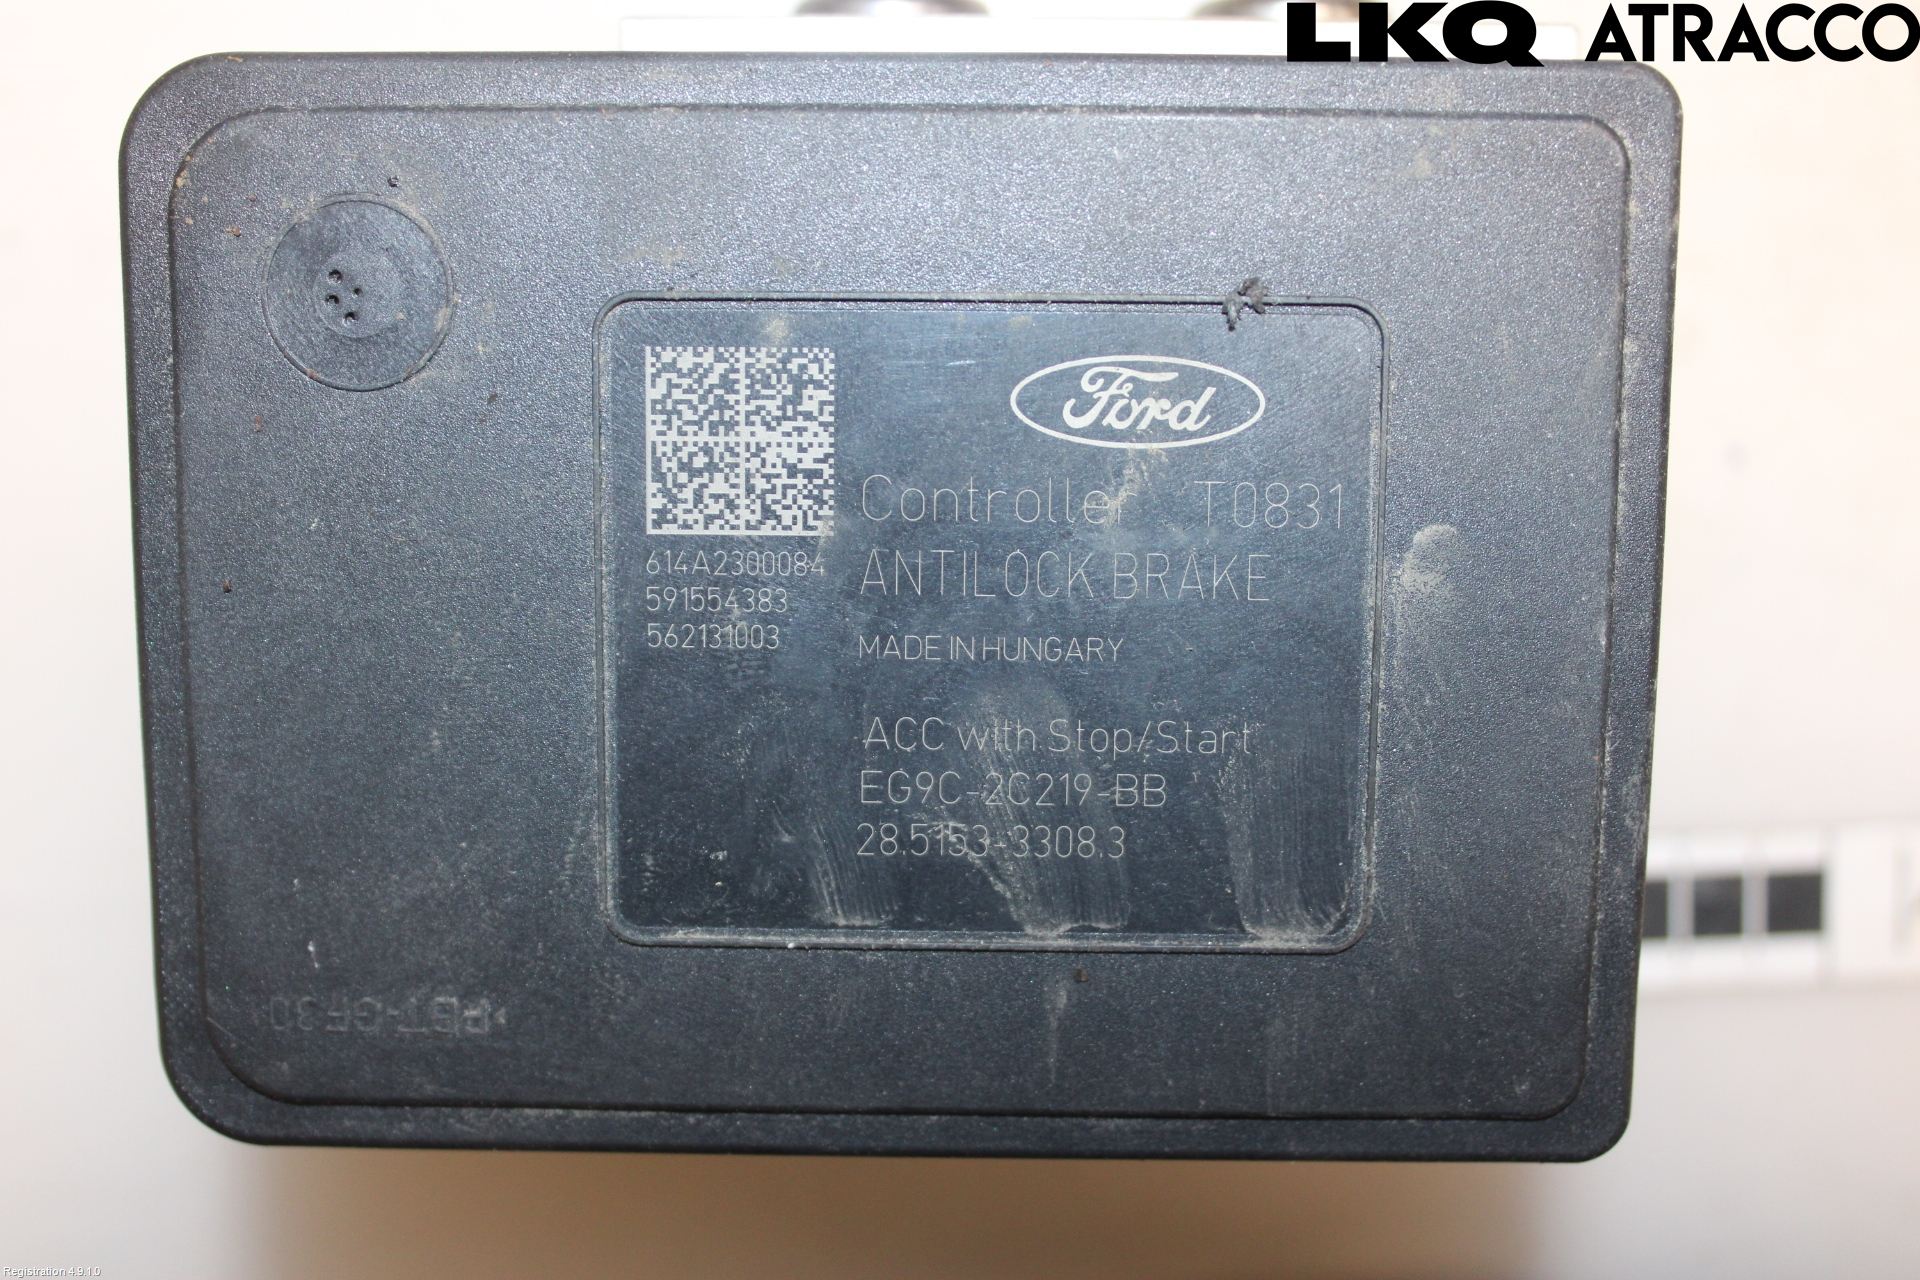 LKQ ATRACCO
Ford
Controller T0831
614A2300084
ANTILOCK BRAKE
591554383
562131003
MADE IN HUNGARY
ACC with Stop/Start
EG9C-2C219-BB
28.5153-3308.3
PBT-GF30
Registration 4.9.1.0